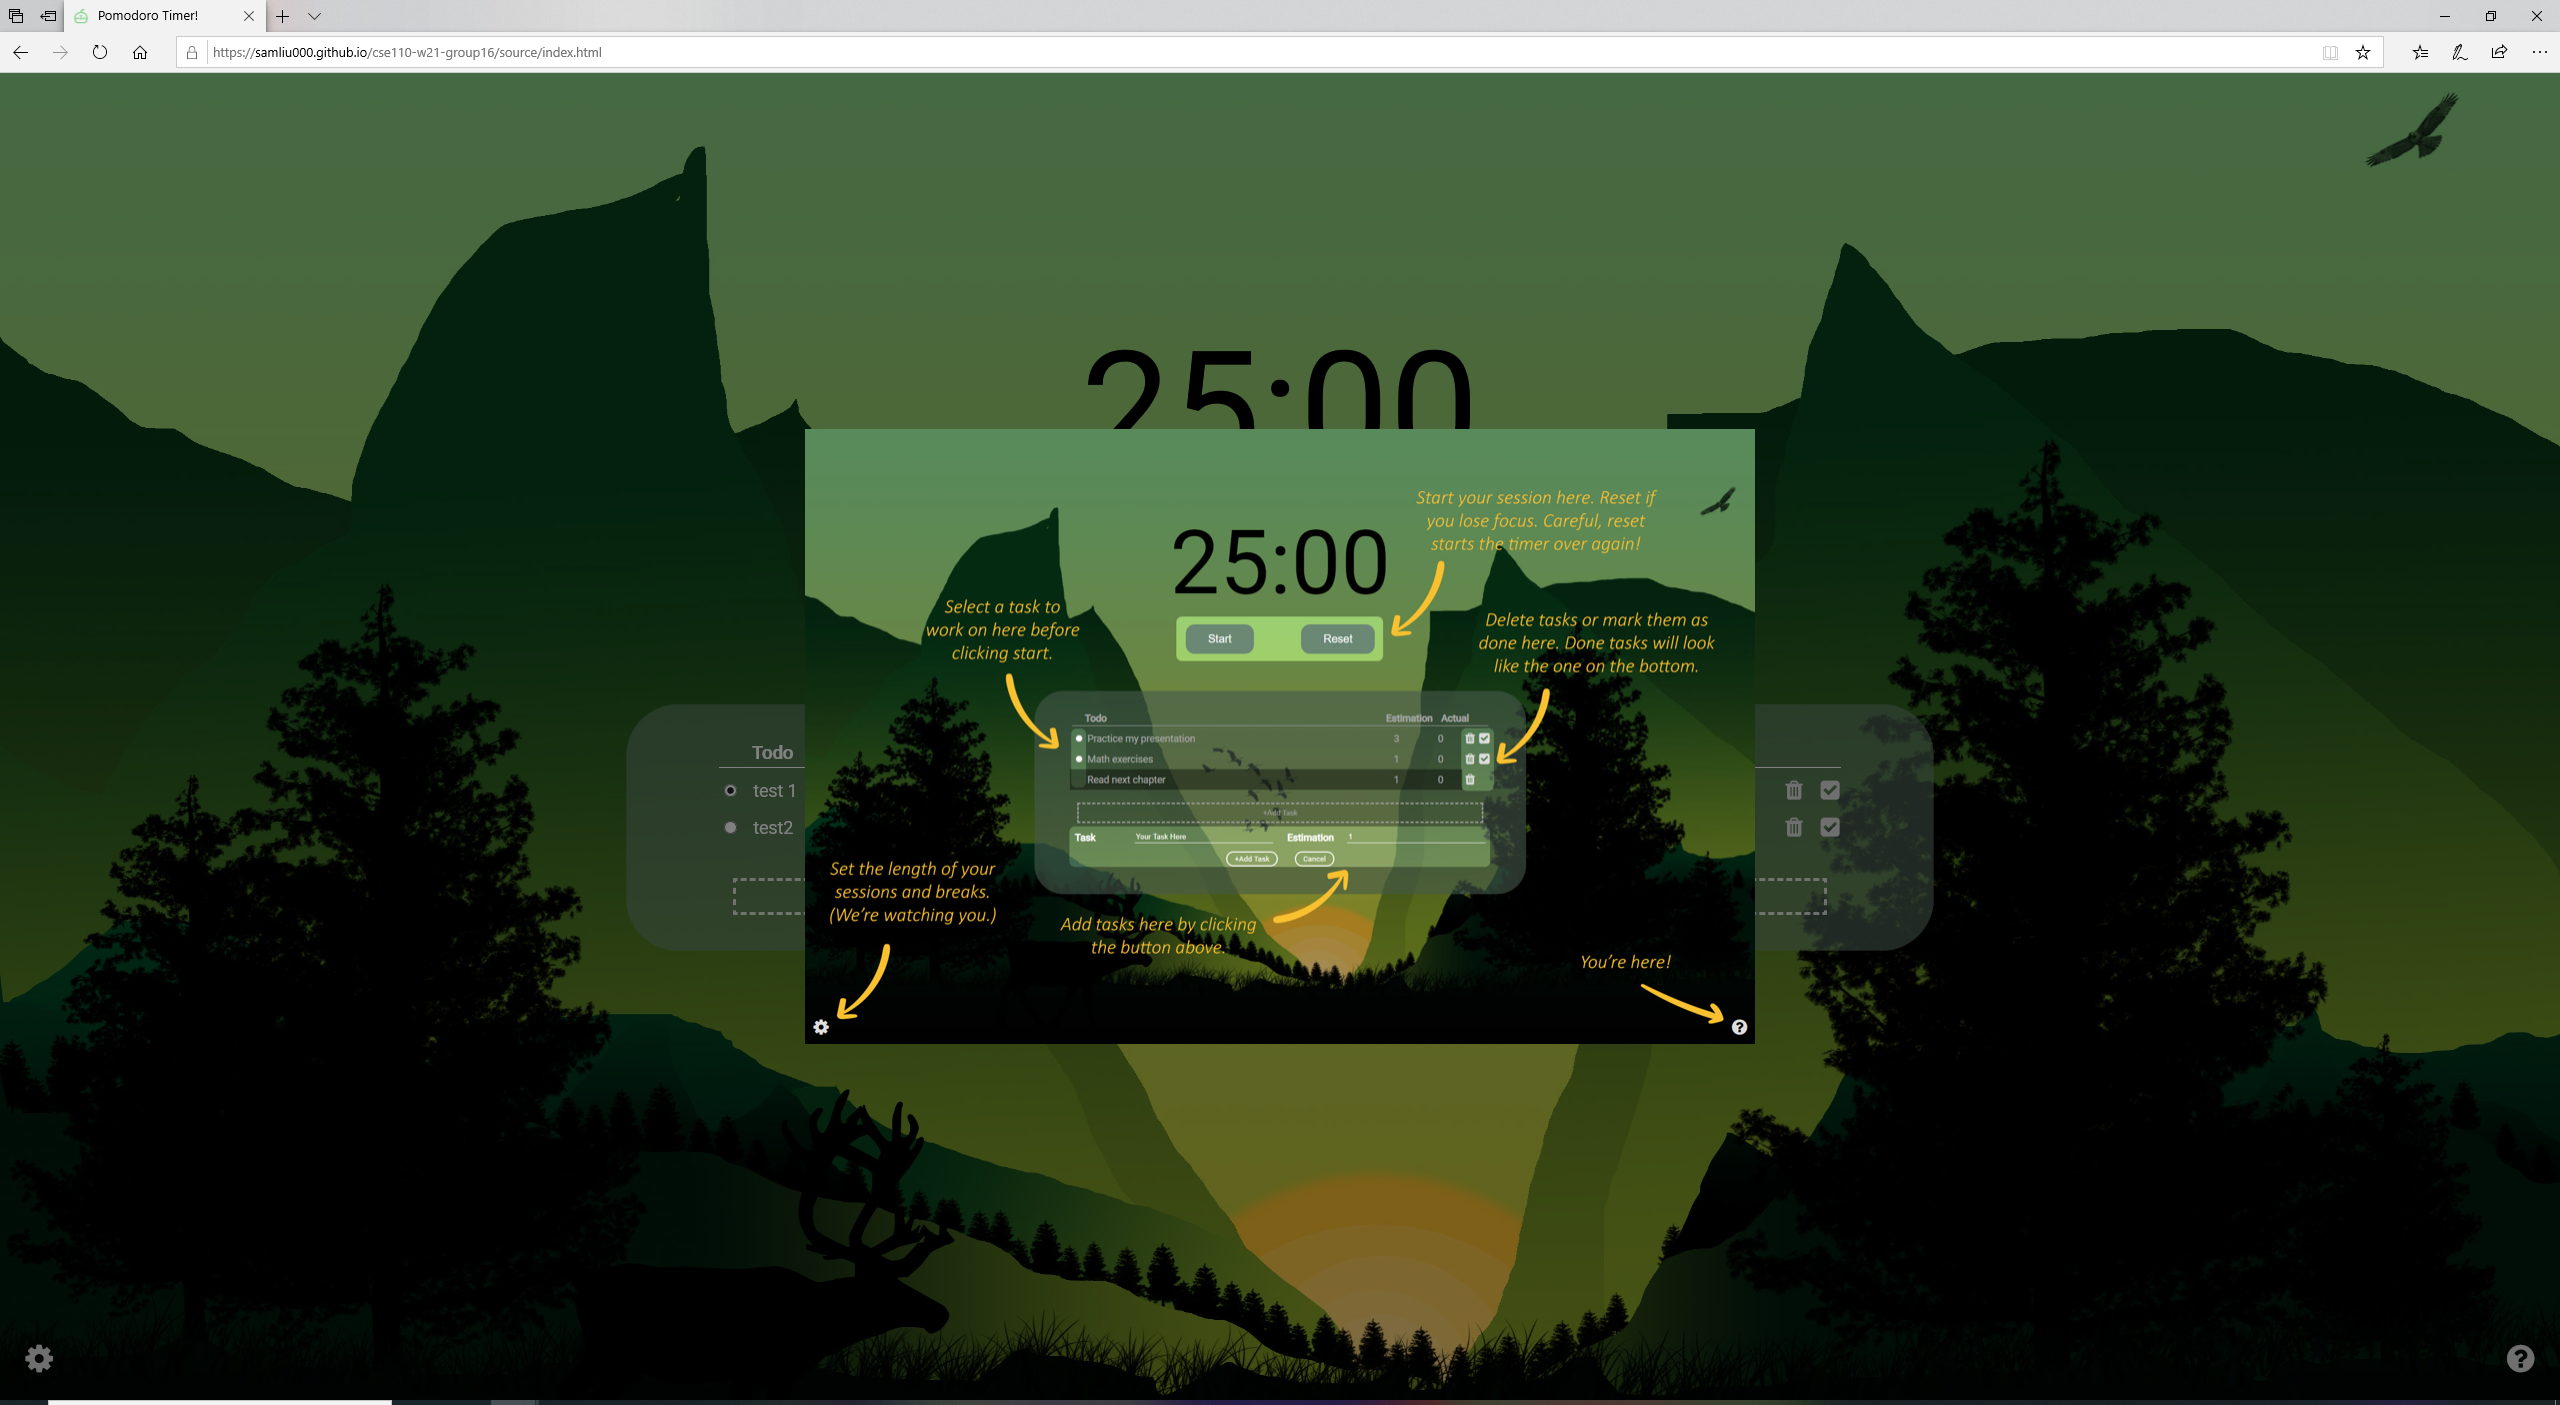 Pomodoro Timer!
https://samliu000.github.io/cse110-w21-group16/source/index.html
25:00
Start your session here. Reset if
you lose focus. Careful, reset
starts the timer over again!
25:00
Select a task to
work on here before
clicking start.
Start Reset
Delete tasks or mark them as
done here. Done tasks will look
like the one on the bottom.
Todo Estimation Actual
Practice my presentation 3 0
Math exercises 1 0
Read next chapter 1 0
+Add Task
Task Your Task Here Estimation 1
+Add Task Cancel
Todo
test 1
test2
Set the length of your
sessions and breaks.
(We're watching you.)
Add tasks here by clicking
the button above.
You're here!